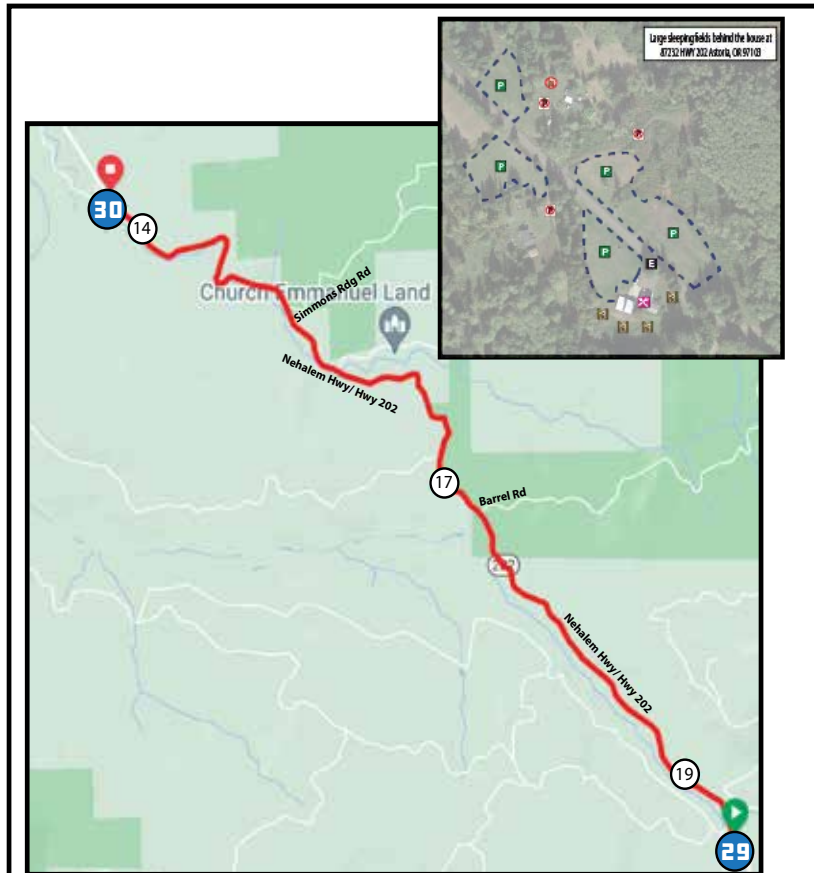 Large sleeping fields behind the house at
87232 HWY 202 Astoria, OR 97103
P
P
P
P
P
E
30
14
Simmons Rdg Rd
Church Emmanuel Land
Nehalem Hwy/ Hwy 202
17
Barrel Rd
202
Nehalem Hwy/ Hwy 202
19
29